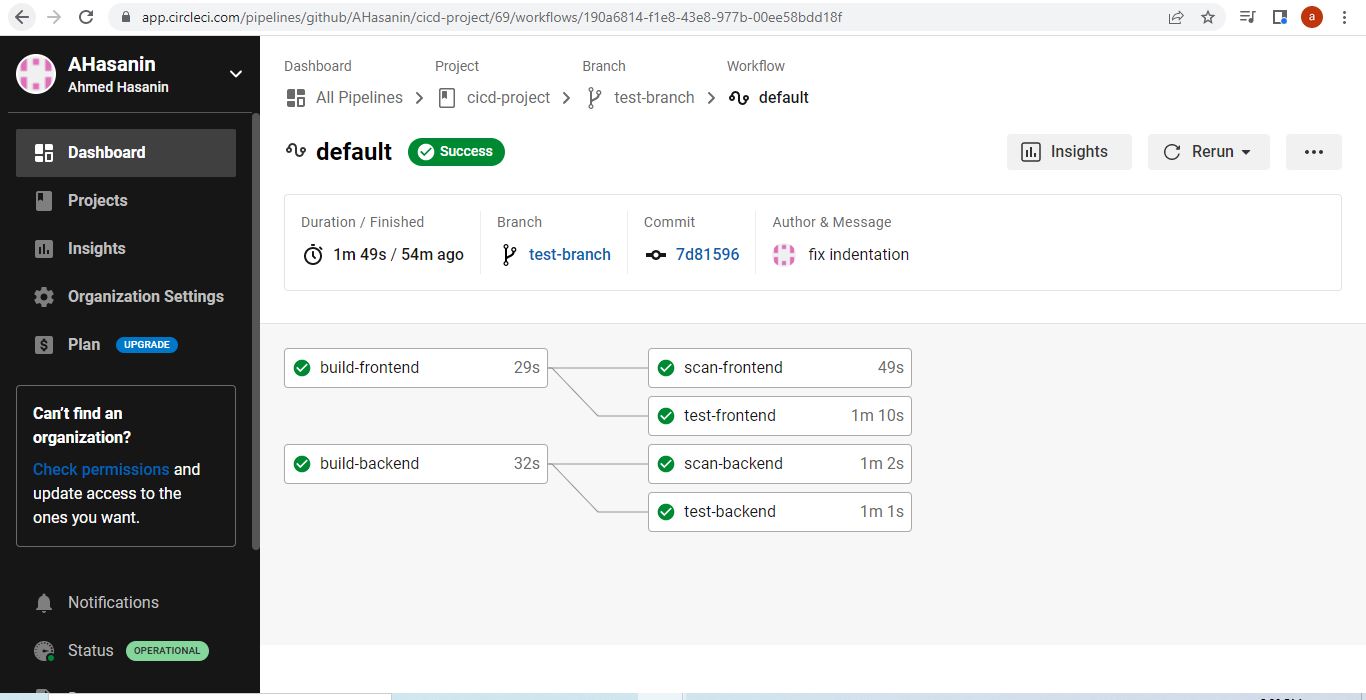 app.circleci.com/pipelines/github/AHasanin/cicd-project/69/workflows/190a6814-f1e8-43e8-977b-00ee58bdd18f
a
AHasanin
Ahmed Hasanin
Dashboard
Projects
Insights
Organization Settings
Plan UPGRADE
Can't find an
organization?
Check permissions and
update access to the
ones you want.
Notifications
Status OPERATIONAL
Dashboard Project Branch Workflow
All Pipelines cicd-project test-branch default
default Success Insights Rerun
Duration / Finished Branch Commit Author & Message
1m 49s / 54m ago test-branch 7d81596 fix indentation
build-frontend 29s scan-frontend 49s
test-frontend 1m 10s
build-backend 32s scan-backend 1m 2s
test-backend 1m 1s